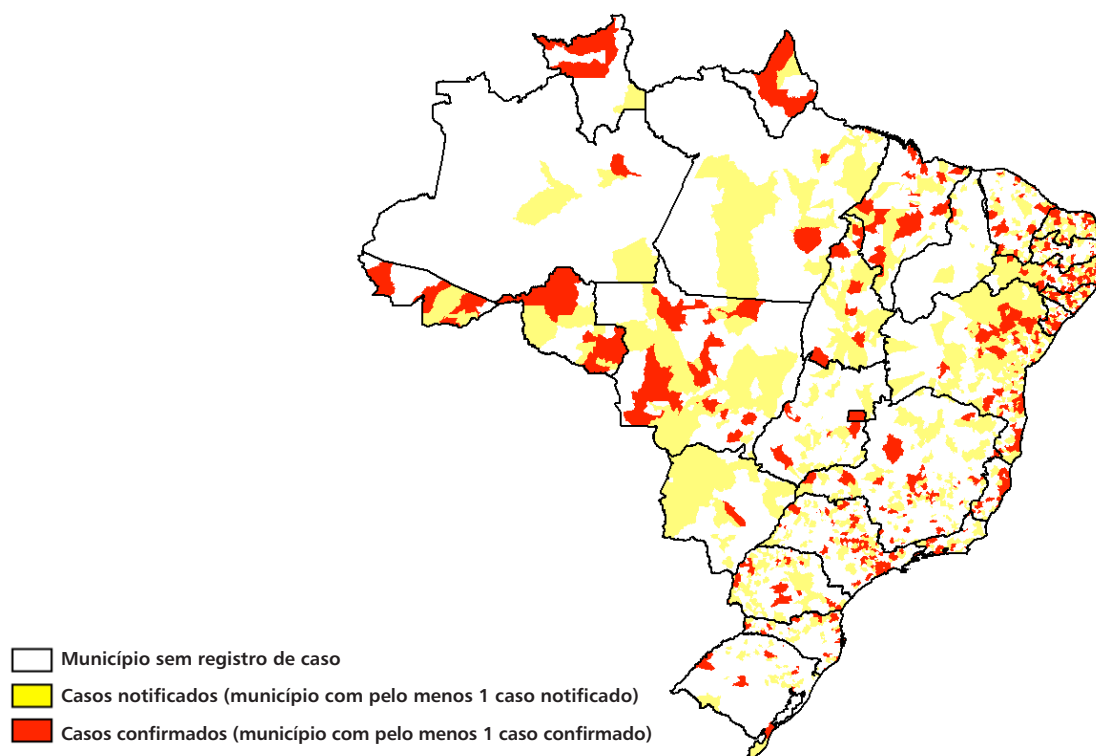 Município sem registro de caso
Casos notificados (município com pelo menos 1 caso notificado)
Casos confirmados (município com pelo menos 1 caso confirmado)